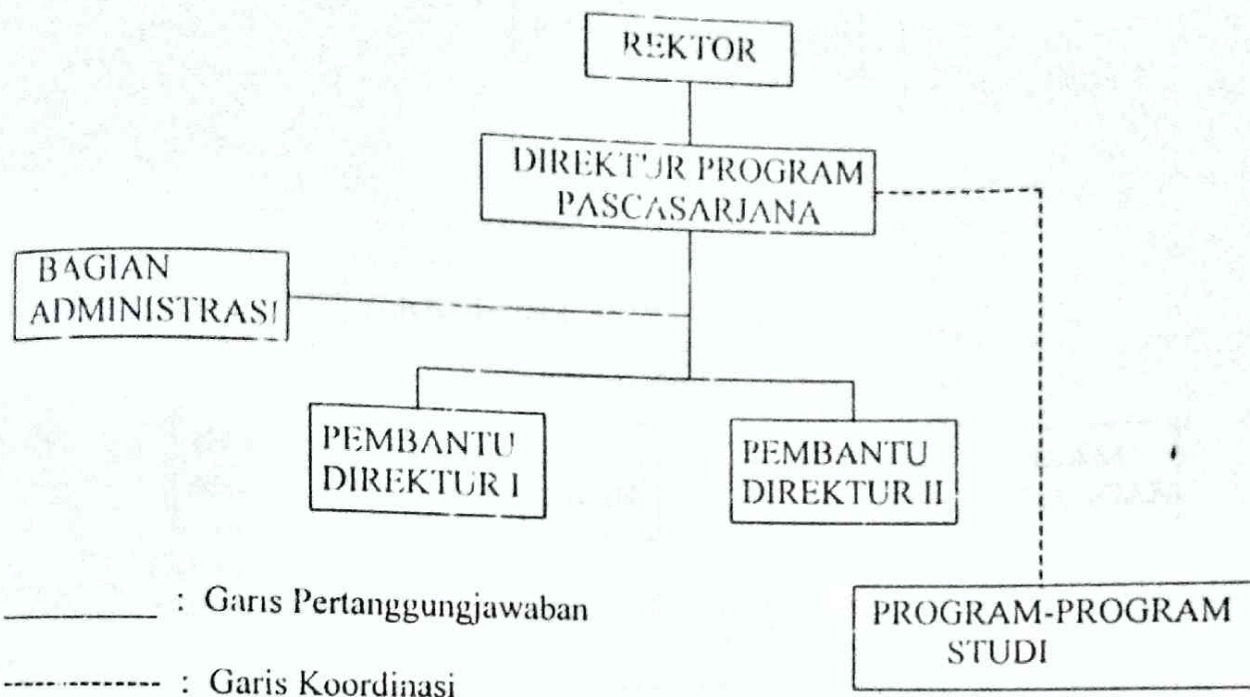 REKTOR
DIREKTUR PROGRAM
PASCASARJANA
BAGIAN
ADMINISTRASI
PEMBANTU
DIREKTUR I
PEMBANTU
DIREKTUR II
: Garis Pertanggungjawaban
PROGRAM-PROGRAM
STUDI
: Garis Koordinasi